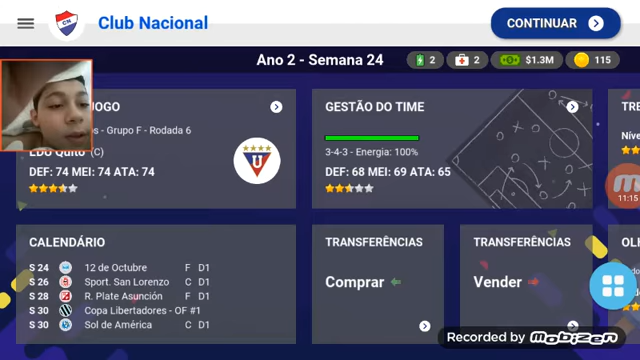 Club Nacional
CONTINUAR
Ano 2 - Semana 24
2
2
$1.3M
115
JOGO
- Grupo F - Rodada 6
LDU Quito (C)
DEF: 74 MEI: 74 ATA: 74
GESTÃO DO TIME
3-4-3 - Energia: 100%
DEF: 68 MEI: 69 ATA: 65
TRE
Níve
11:15
CALENDÁRIO
S 24 12 de Octubre F D1
S 26 Sport. San Lorenzo C D1
S 28 R. Plate Asunción F D1
S 30 Copa Libertadores - OF #1
S 30 Sol de América C D1
TRANSFERÊNCIAS
Comprar
TRANSFERÊNCIAS
Vender
OLH
Recorded by Mobizen